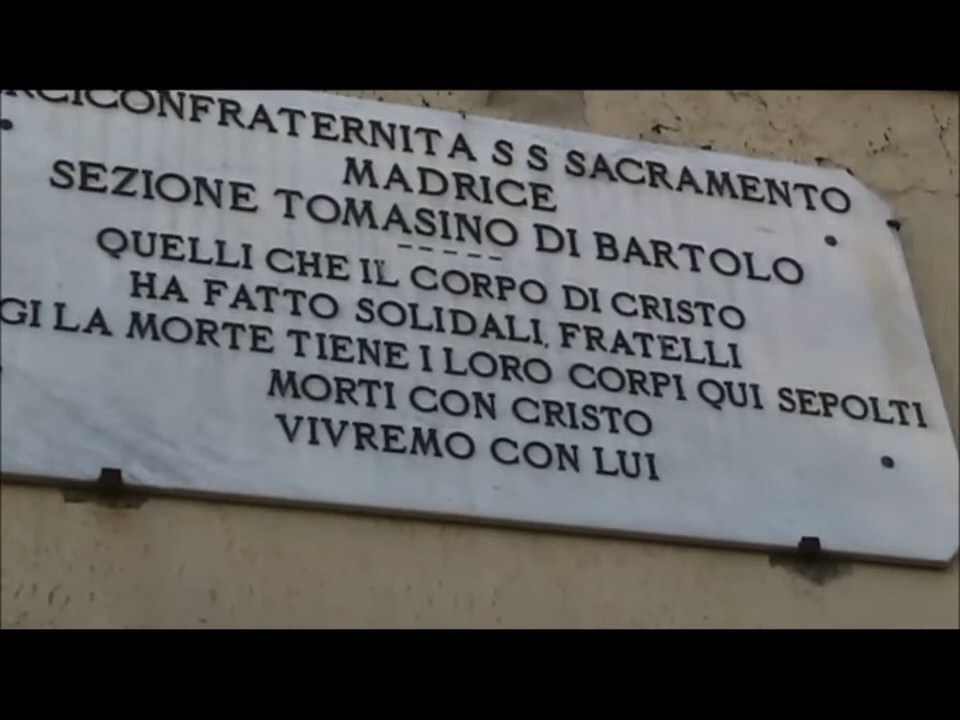 RCICONFRATERNITA S S SACRAMENTO
MADRICE
SEZIONE TOMASINO DI BARTOLO
-----
QUELLI CHE IL CORPO DI CRISTO
HA FATTO SOLIDALI, FRATELLI
GI LA MORTE TIENE I LORO CORPI QUI SEPOLTI
MORTI CON CRISTO
VIVREMO CON LUI